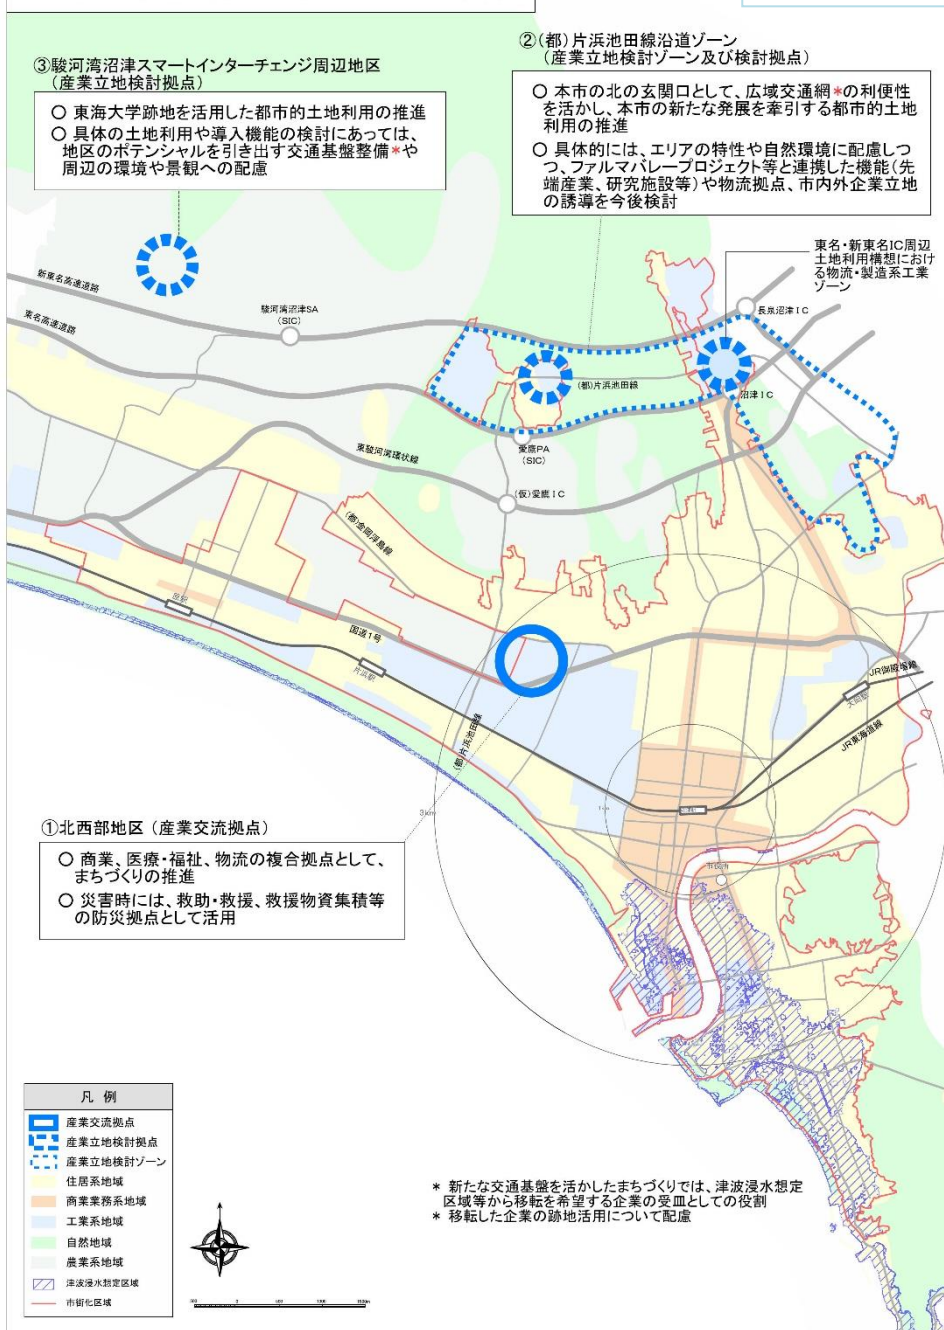 ③駿河湾沼津スマートインターチェンジ周辺地区
(産業立地検討拠点)
○ 東海大学跡地を活用した都市的土地利用の推進
○ 具体の土地利用や導入機能の検討にあっては、
地区のポテンシャルを引き出す交通基盤整備*や
周辺の環境や景観への配慮
②(都)片浜池田線沿道ゾーン
(産業立地検討ゾーン及び検討拠点)
○ 本市の北の玄関口として、広域交通網*の利便性
を活かし、本市の新たな発展を牽引する都市的土地
利用の推進
○ 具体的には、エリアの特性や自然環境に配慮しつ
つ、ファルマバレープロジェクト等と連携した機能(先
端産業、研究施設等)や物流拠点、市内外企業立地
の誘導を今後検討
東名・新東名IC周辺
土地利用構想におけ
る物流・製造系工業
ゾーン
新東名高速道路
東名高速道路
駿河湾沼津SA
(SIC)
長泉沼津IC
(都)片浜池田線
沼津IC
愛鷹PA
(SIC)
東駿河湾環状線
(仮)愛鷹IC
(都)金岡浮島線
原駅
国道1号
片浜駅
(都)片浜池田線
JR御殿場線
大岡駅
JR東海道線
3km
1km
市役所
①北西部地区 (産業交流拠点)
○ 商業、医療・福祉、物流の複合拠点として、
まちづくりの推進
○ 災害時には、救助・救援、救援物資集積等
の防災拠点として活用
凡 例
産業交流拠点
産業立地検討拠点
産業立地検討ゾーン
住居系地域
商業業務系地域
工業系地域
自然地域
農業系地域
津波浸水想定区域
市街化区域
* 新たな交通基盤を活かしたまちづくりでは、津波浸水想定
区域等から移転を希望する企業の受皿としての役割
* 移転した企業の跡地活用について配慮